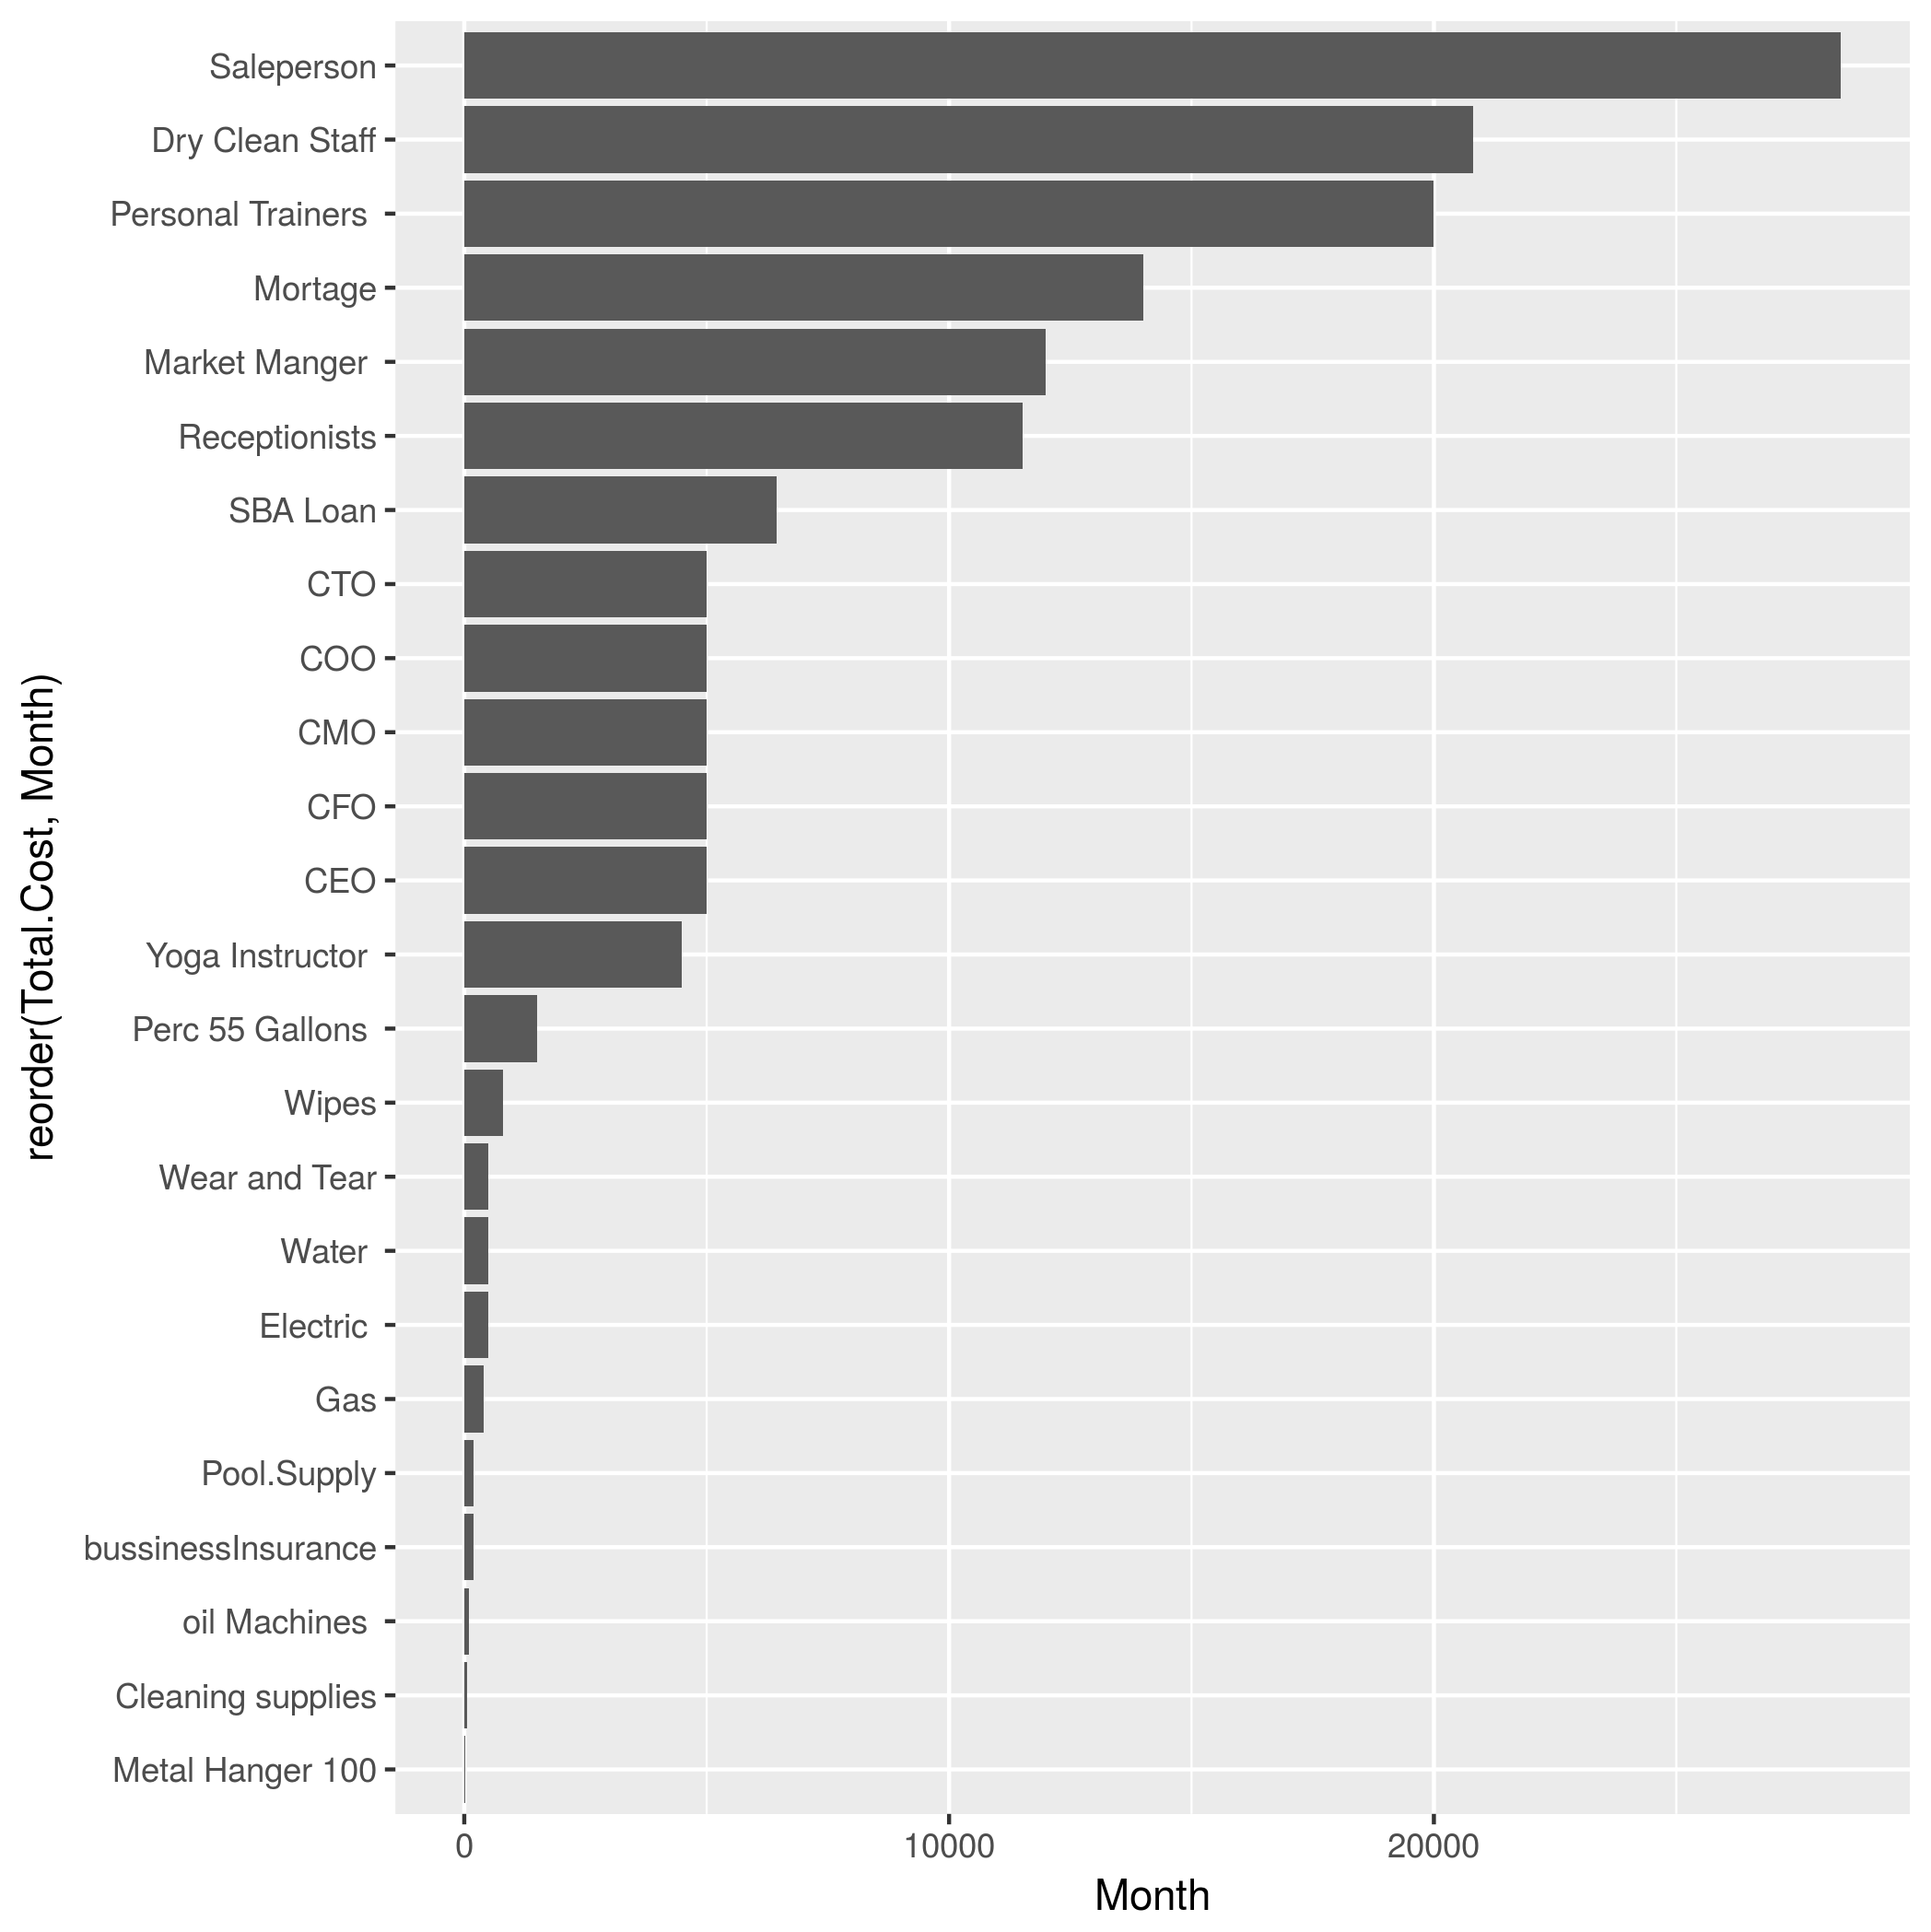 Saleperson
Dry Clean Staff
Personal Trainers
Mortage
Market Manger
Receptionists
SBA Loan
CTO
COO
CMO
CFO
CEO
Yoga Instructor
Perc 55 Gallons
Wipes
Wear and Tear
Water
Electric
Gas
Pool.Supply
bussinessInsurance
oil Machines
Cleaning supplies
Metal Hanger 100
reorder(Total.Cost, Month)
0 10000 20000
Month